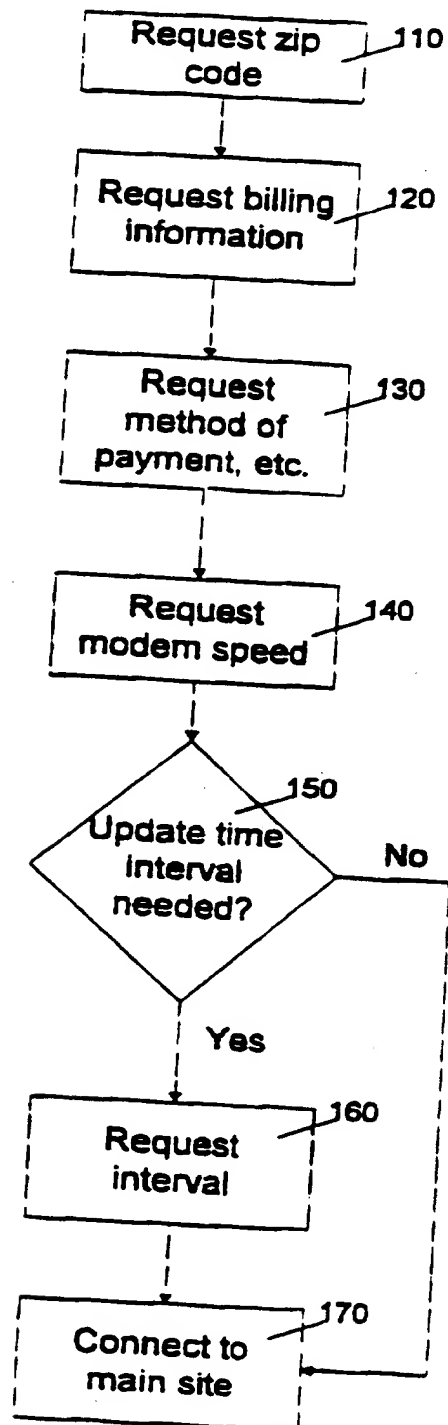 Request zip
code
110
Request billing
information
120
Request
method of
payment, etc.
130
Request
modem speed
140
150
Update time
interval
needed?
No
Yes
160
Request
interval
170
Connect to
main site